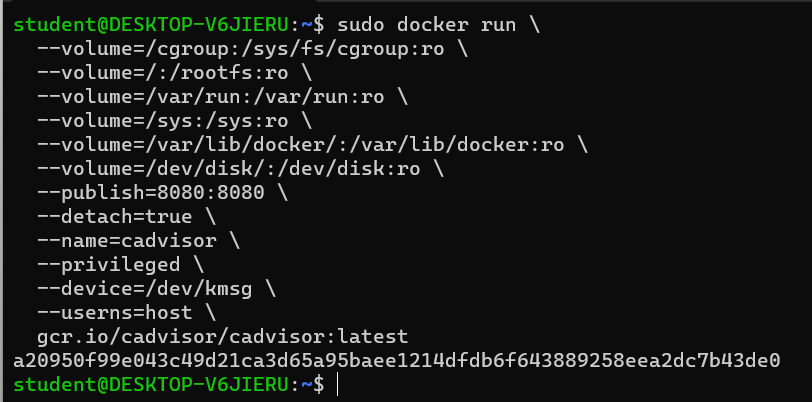 student@DESKTOP-V6JIERU:~$ sudo docker run \
  --volume=/cgroup:/sys/fs/cgroup:ro \
  --volume=/:/rootfs:ro \
  --volume=/var/run:/var/run:ro \
  --volume=/sys:/sys:ro \
  --volume=/var/lib/docker/:/var/lib/docker:ro \
  --volume=/dev/disk/:/dev/disk:ro \
  --publish=8080:8080 \
  --detach=true \
  --name=cadvisor \
  --privileged \
  --device=/dev/kmsg \
  --userns=host \
  gcr.io/cadvisor/cadvisor:latest
a20950f99e043c49d21ca3d65a95baee1214dfdb6f643889258eea2dc7b43de0
student@DESKTOP-V6JIERU:~$